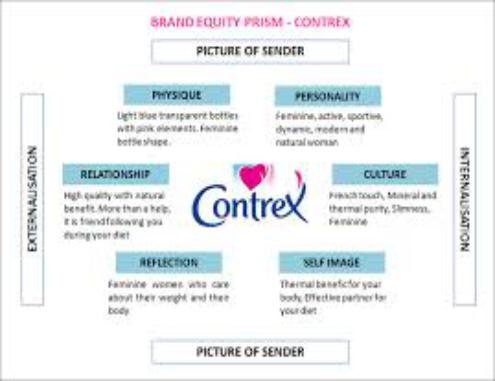 BRAND EQUITY PRISM - CONTREX
PICTURE OF SENDER
PHYSIQUE
Light blue transparent bottles
with pink elements. Feminine
bottle shape.
PERSONALITY
Feminine, active, sportive,
dynamic, modern and
natural woman
EXTERNALISATION
RELATIONSHIP
High quality with natural
benefit. More than a help,
it is friend following you
during your diet
Contrex
CULTURE
French touch, Mineral and
thermal purity, Slimness,
Feminine
INTERNALISATION
REFLECTION
Feminine women who care
about their weight and their
body
SELF IMAGE
Thermal benefic for your
body, Effective partner for
your diet
PICTURE OF SENDER